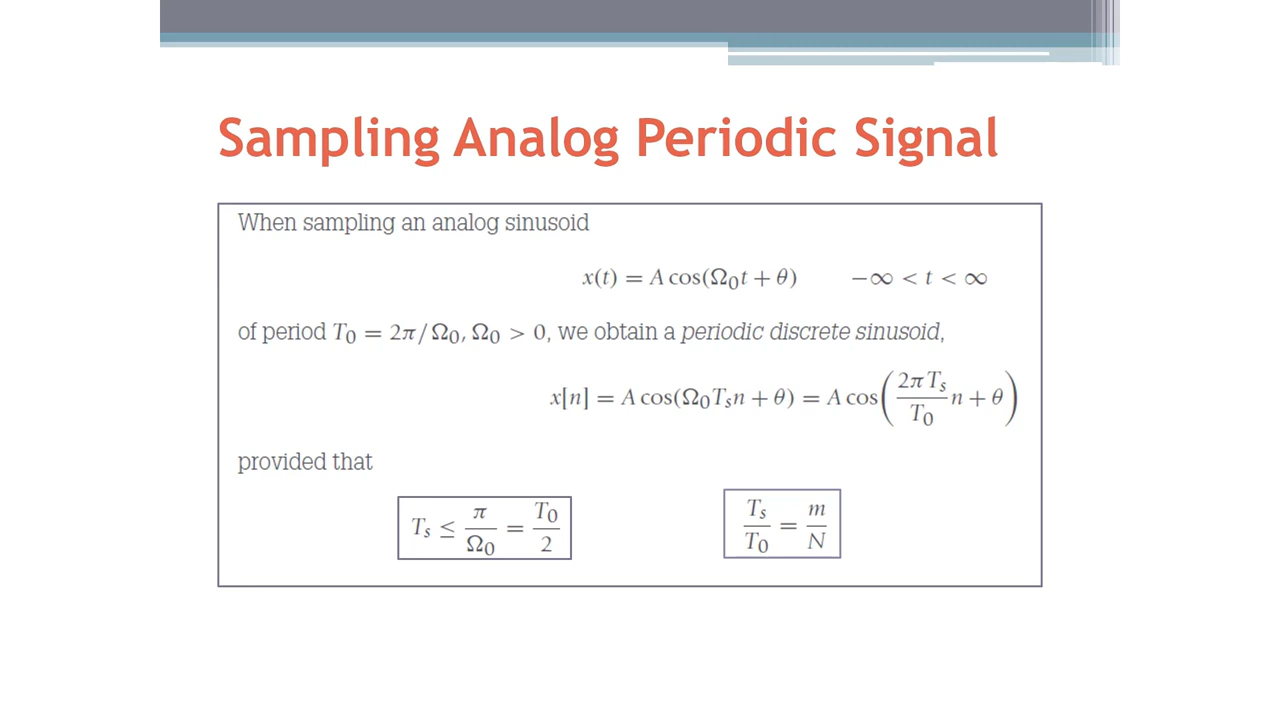 Sampling Analog Periodic Signal
When sampling an analog sinusoid
x(t) = A cos(Ω₀t + θ)    −∞ < t < ∞
of period T₀ = 2π/Ω₀, Ω₀ > 0, we obtain a periodic discrete sinusoid,
x[n] = A cos(Ω₀Tₛn + θ) = A cos(2πTₛ/T₀ n + θ)
provided that
Tₛ ≤ π/Ω₀ = T₀/2    Tₛ/T₀ = m/N